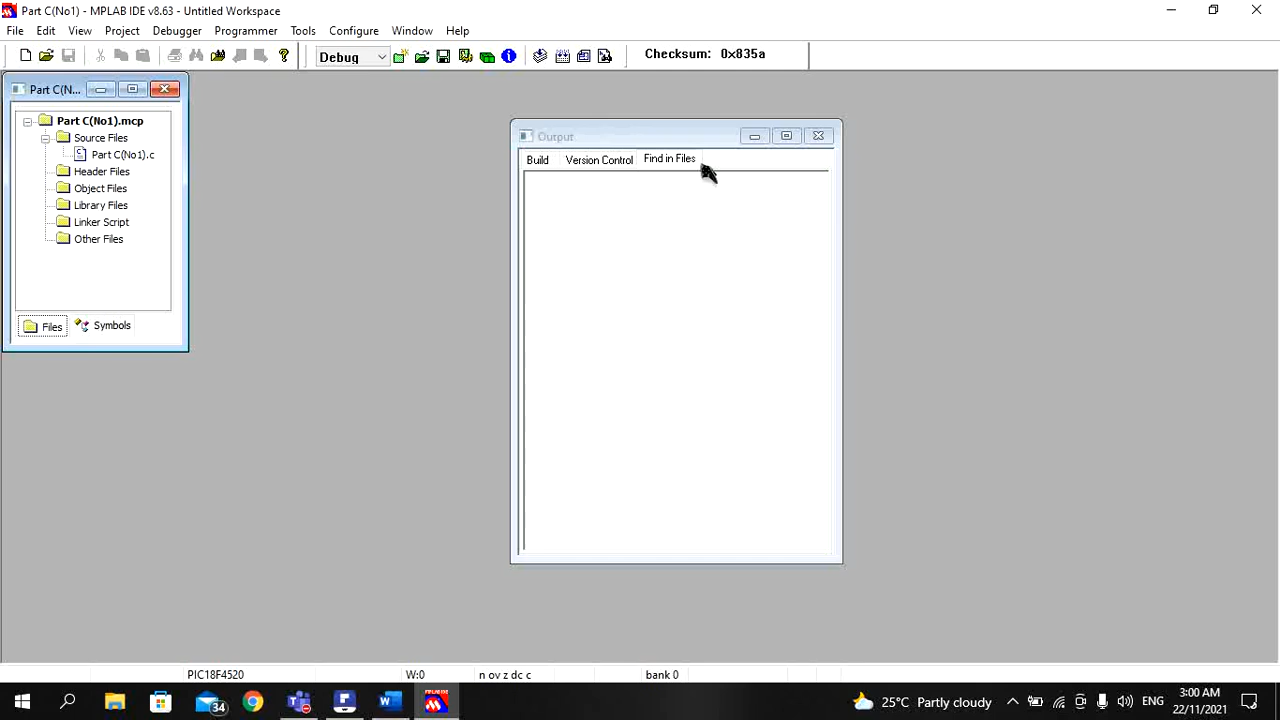 Part C(No1) - MPLAB IDE v8.63 - Untitled Workspace
File Edit View Project Debugger Programmer Tools Configure Window Help
Debug Checksum: 0x835a
Part C(N...
Part C(No1).mcp
Source Files
Part C(No1).c
Header Files
Object Files
Library Files
Linker Script
Other Files
Files Symbols
Output
Build Version Control Find in Files
PIC18F4520 W:0 n ov z dc c bank 0
34 25°C Partly cloudy ENG 3:00 AM
22/11/2021